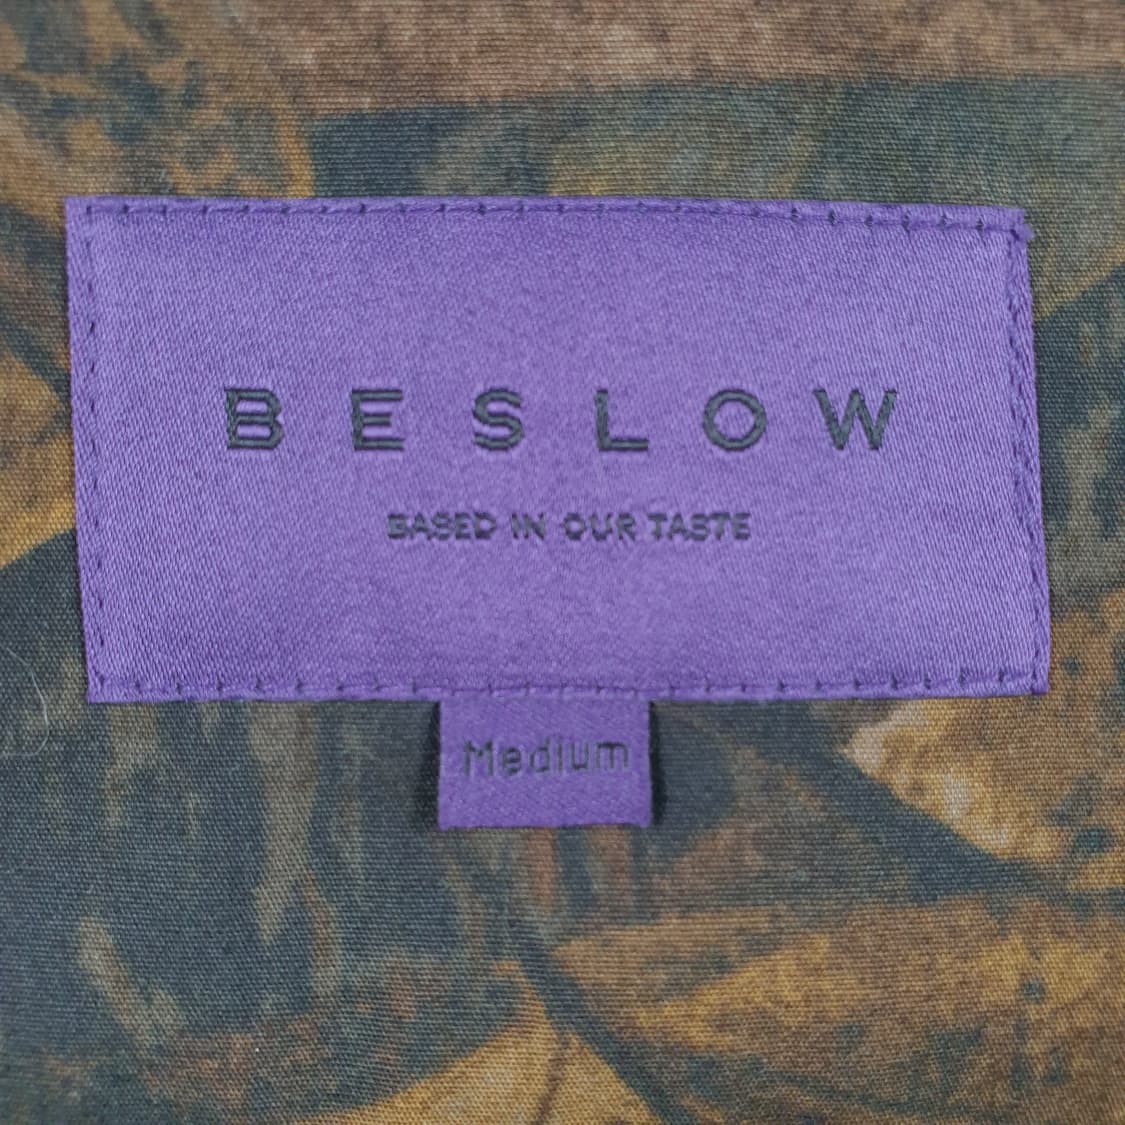 BESLOW
BASED IN OUR TASTE
Medium